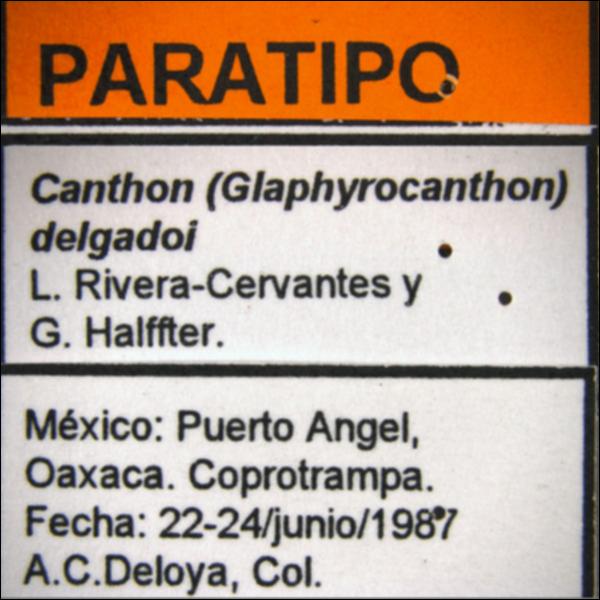 PARATIPO
Canthon (Glaphyrocanthon)
delgadoi
L. Rivera-Cervantes y
G. Halffter.
México: Puerto Angel,
Oaxaca. Coprotrampa.
Fecha: 22-24/junio/1987
A.C.Deloya, Col.